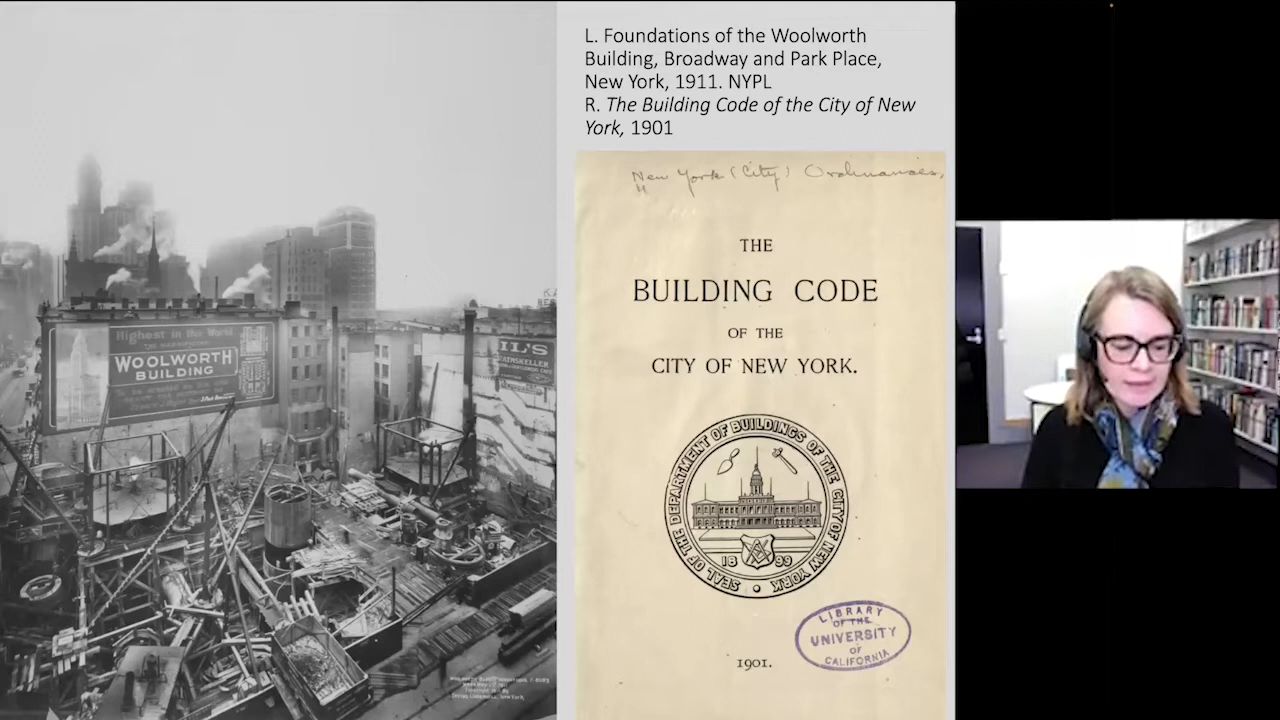 L. Foundations of the Woolworth
Building, Broadway and Park Place,
New York, 1911. NYPL
R. The Building Code of the City of New
York, 1901
Highest in the World
WOOLWORTH
BUILDING
IL'S
New York (City) Ordinances,
THE
BUILDING CODE
OF THE
CITY OF NEW YORK.
SEAL OF THE DEPARTMENT OF BUILDINGS OF THE CITY OF NEW YORK
18 99
LIBRARY
OF THE
UNIVERSITY
OF
CALIFORNIA
1901.